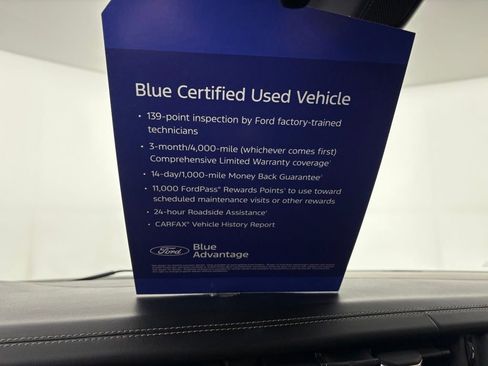 Blue Certified Used Vehicle
• 139-point inspection by Ford factory-trained
technicians
• 3-month/4,000-mile (whichever comes first)
Comprehensive Limited Warranty coverage
• 14-day/1,000-mile Money Back Guarantee
• 11,000 FordPass® Rewards Points to use toward
scheduled maintenance visits or other rewards
• 24-hour Roadside Assistance
• CARFAX® Vehicle History Report
Ford
Blue
Advantage